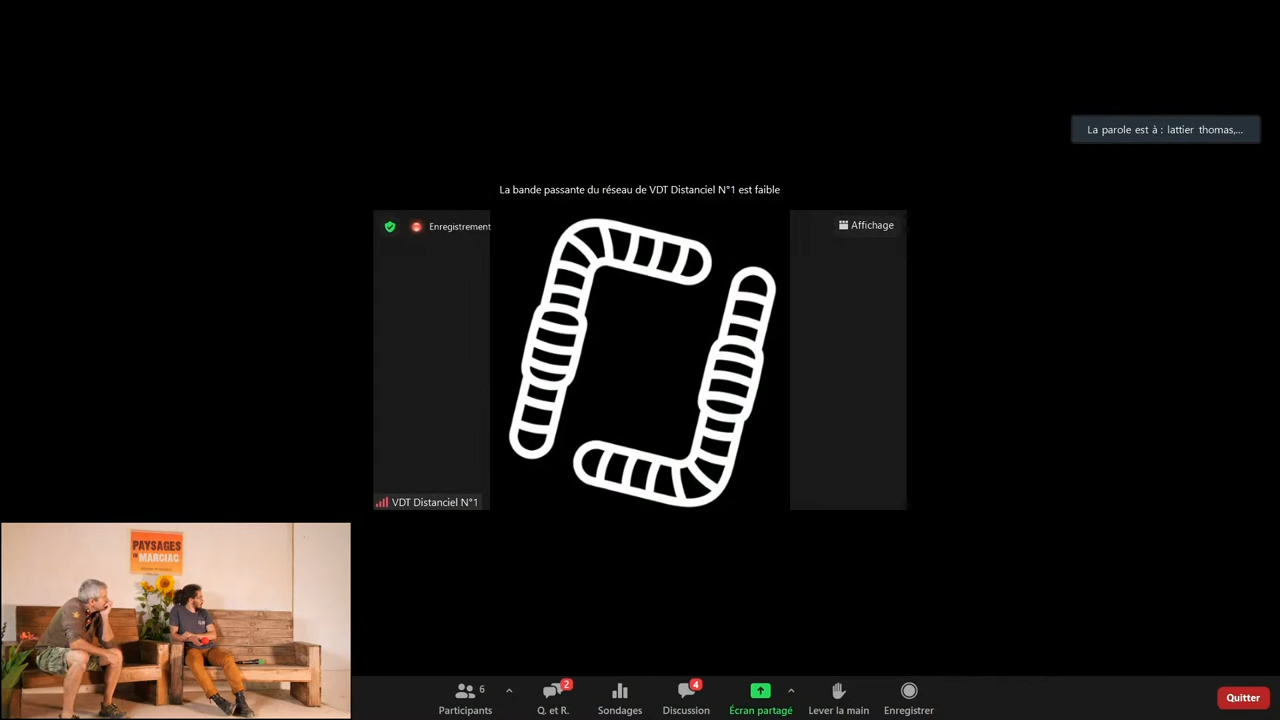 La parole est à : lattier thomas,...
La bande passante du réseau de VDT Distanciel N°1 est faible
Enregistrement
Affichage
VDT Distanciel N°1
PAYSAGES
IN
MARCIAC
6
2
4
Participants
Q. et R.
Sondages
Discussion
Écran partagé
Lever la main
Enregistrer
Quitter